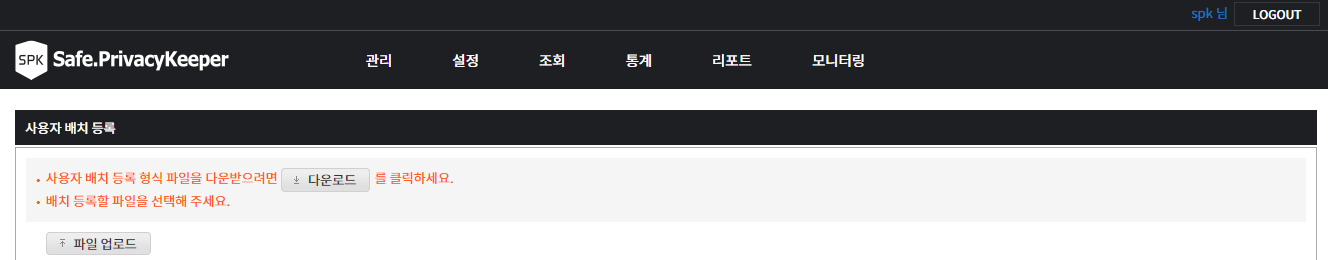 spk 님 LOGOUT
SPK Safe.PrivacyKeeper 관리 설정 조회 통계 리포트 모니터링
사용자 배치 등록
• 사용자 배치 등록 형식 파일을 다운받으려면 다운로드 를 클릭하세요.
• 배치 등록할 파일을 선택해 주세요.
파일 업로드